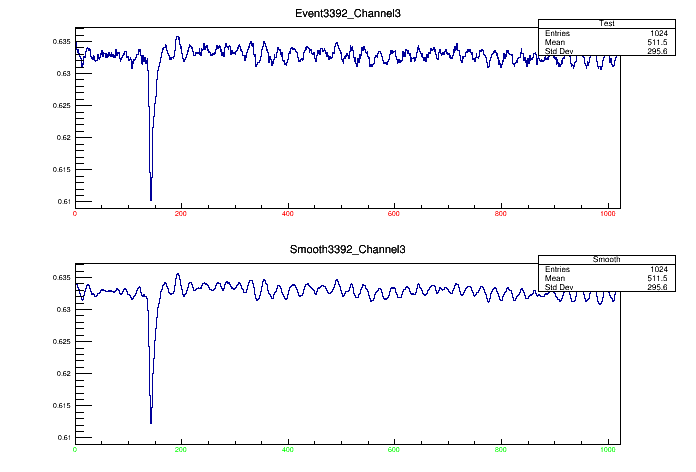 Event3392_Channel3
Test
Entries 1024
Mean 511.5
Std Dev 295.6
0.635
0.63
0.625
0.62
0.615
0.61
0 200 400 600 800 1000
Smooth3392_Channel3
Smooth
Entries 1024
Mean 511.5
Std Dev 295.6
0.635
0.63
0.625
0.62
0.615
0.61
0 200 400 600 800 1000